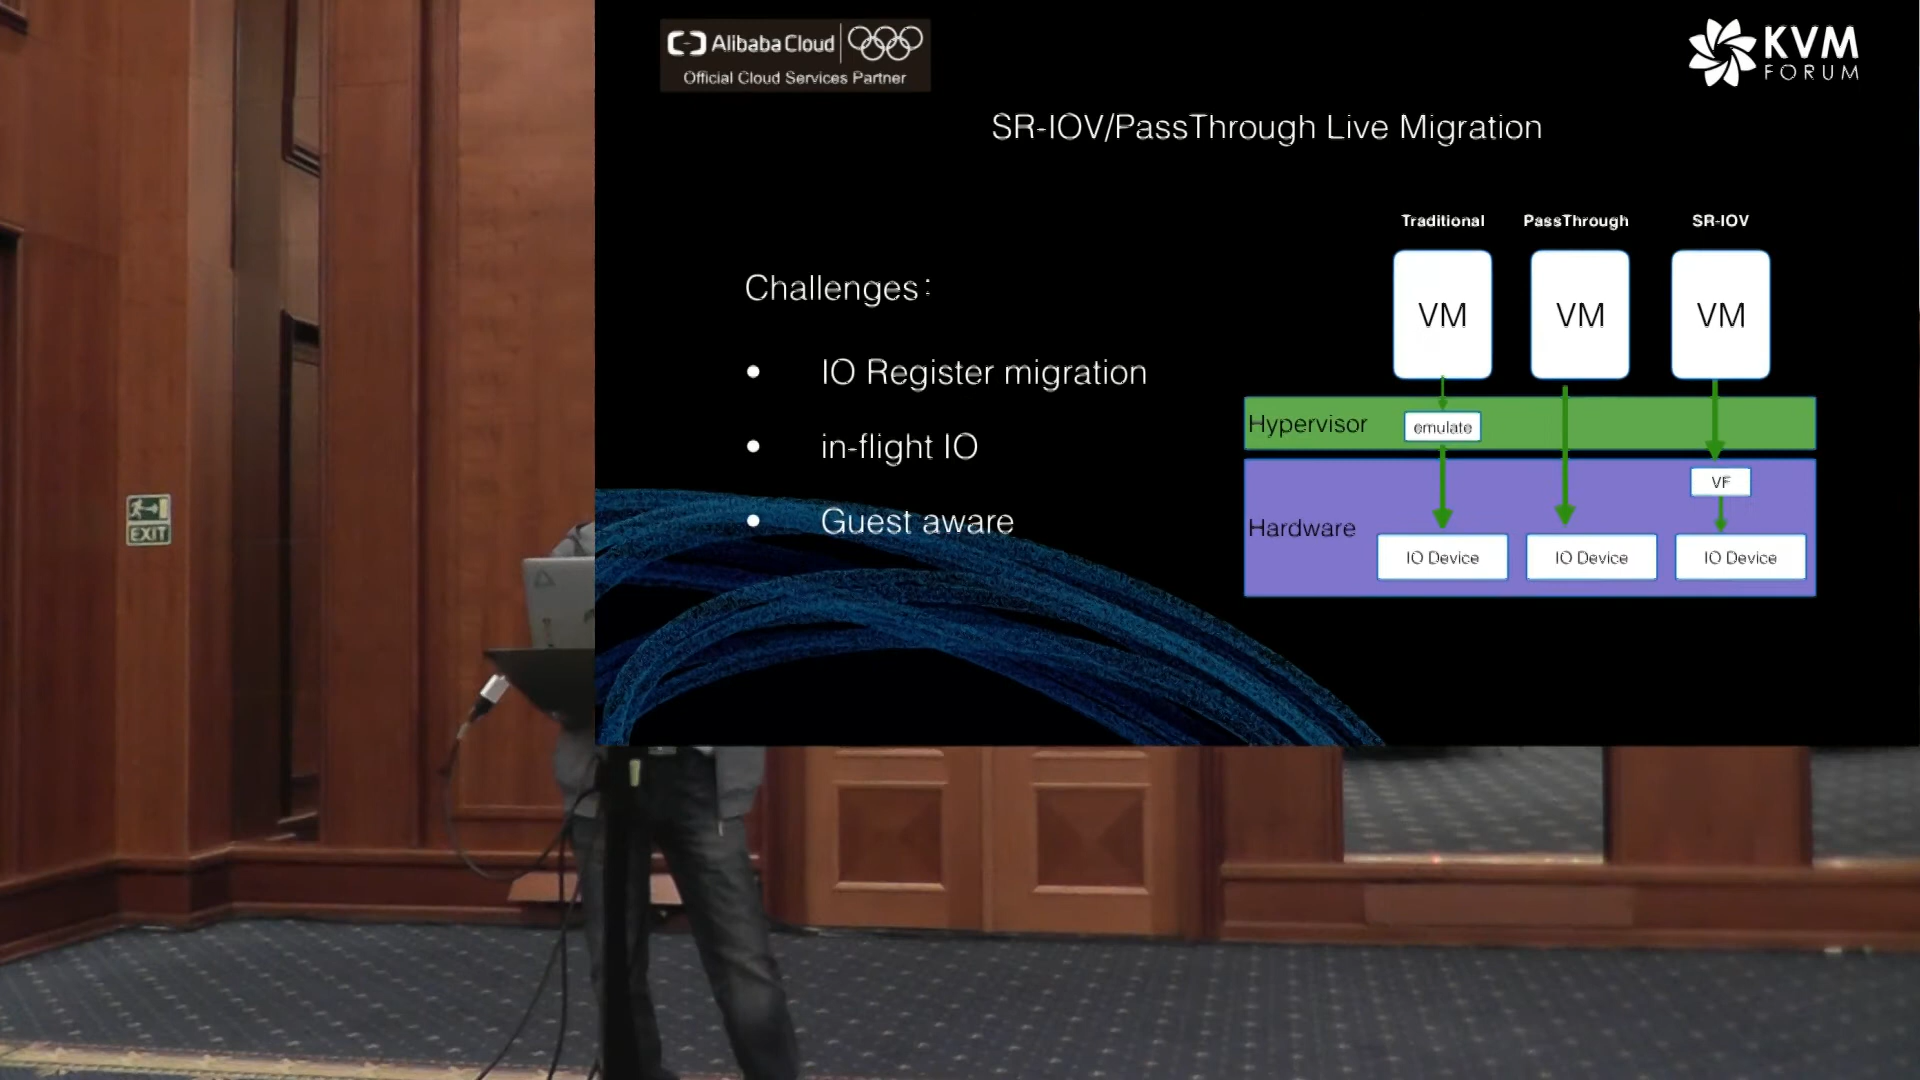 Alibaba Cloud
Official Cloud Services Partner
KVM
FORUM
SR-IOV/PassThrough Live Migration
Challenges:
• IO Register migration
• in-flight IO
• Guest aware
Traditional PassThrough SR-IOV
VM VM VM
Hypervisor emulate
VF
Hardware
IO Device IO Device IO Device
EXIT